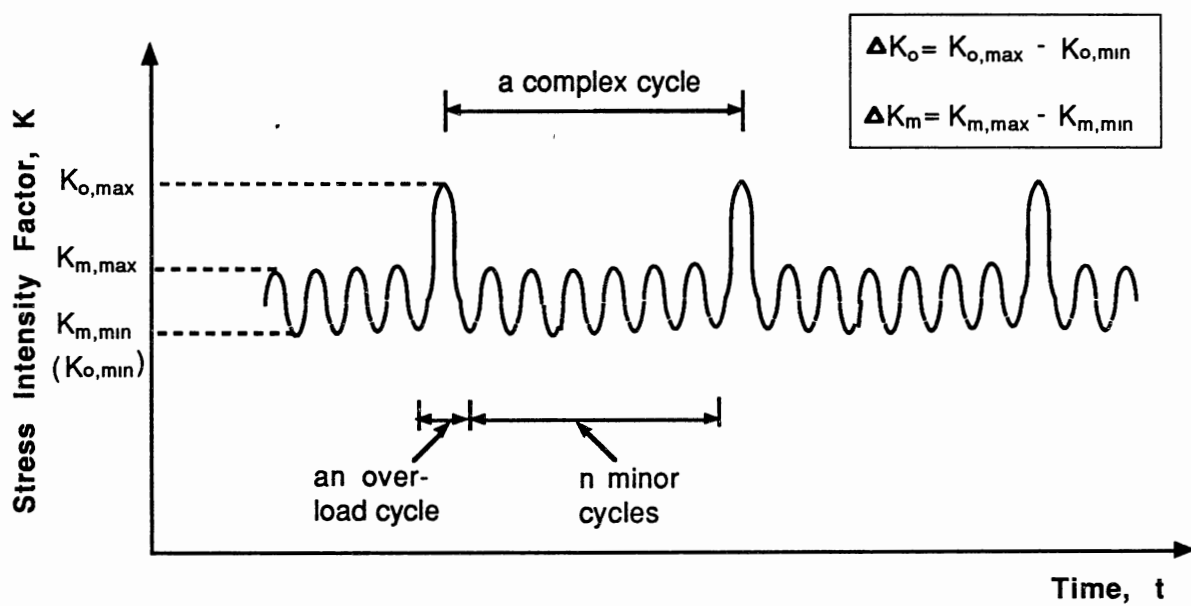 ΔKo= Ko,max - Ko,min
ΔKm= Km,max - Km,min
a complex cycle
Stress Intensity Factor, K
Ko,max
Km,max
Km,min
(Ko,min)
an over-
load cycle
n minor
cycles
Time, t